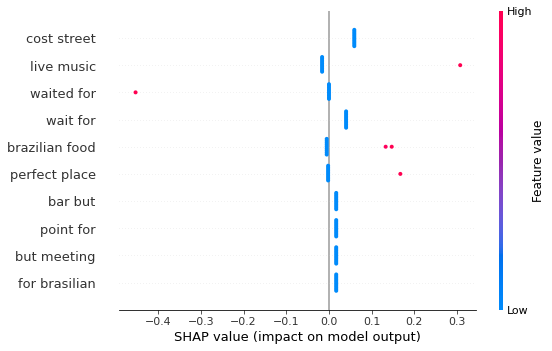 High
cost street
live music
waited for
wait for
brazilian food
perfect place
bar but
point for
but meeting
for brasilian
Feature value
Low
−0.4 −0.3 −0.2 −0.1 0.0 0.1 0.2 0.3
SHAP value (impact on model output)